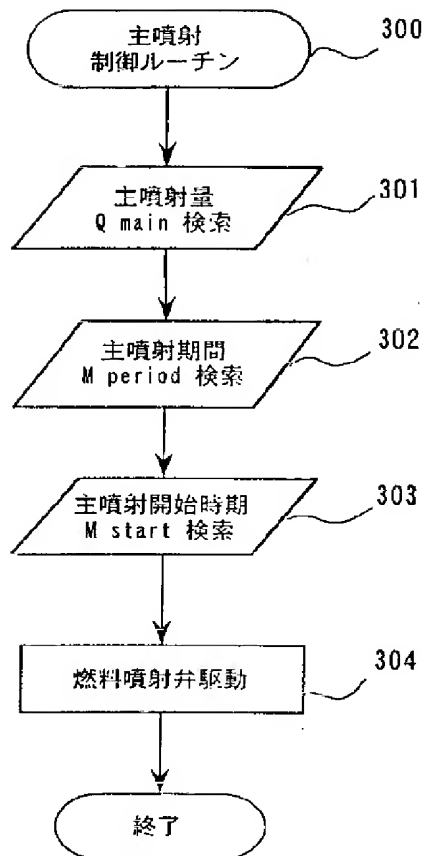 主噴射
制御ルーチン
300
主噴射量
Q main 検索
301
主噴射期間
M period 検索
302
主噴射開始時期
M start 検索
303
燃料噴射弁駆動
304
終了